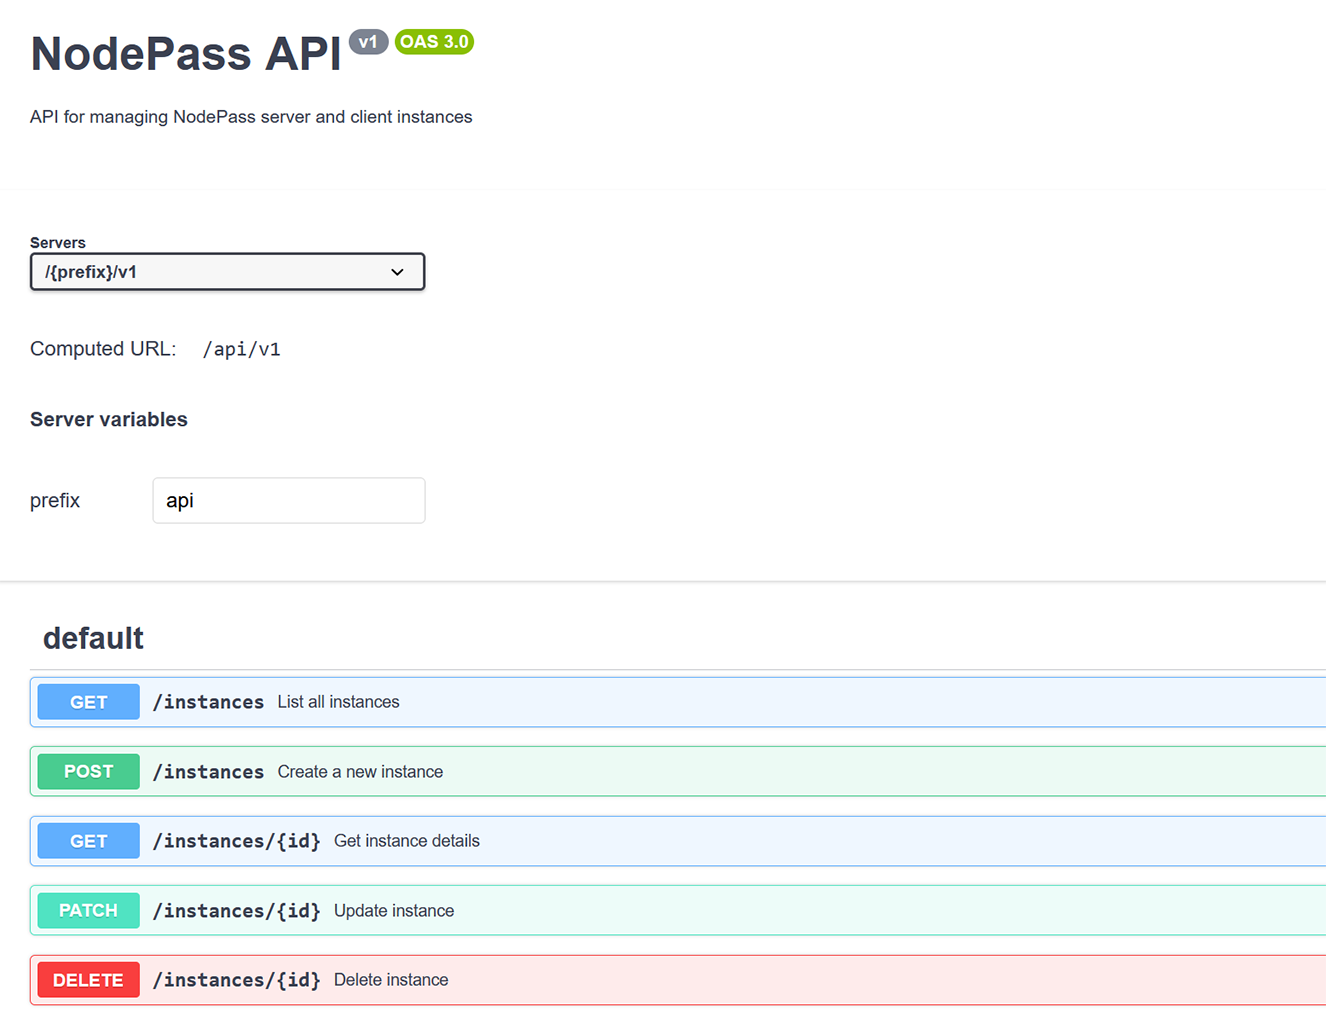 NodePass API v1 OAS 3.0
API for managing NodePass server and client instances
Servers
/{prefix}/v1
Computed URL: /api/v1
Server variables
prefix api
default
GET /instances List all instances
POST /instances Create a new instance
GET /instances/{id} Get instance details
PATCH /instances/{id} Update instance
DELETE /instances/{id} Delete instance